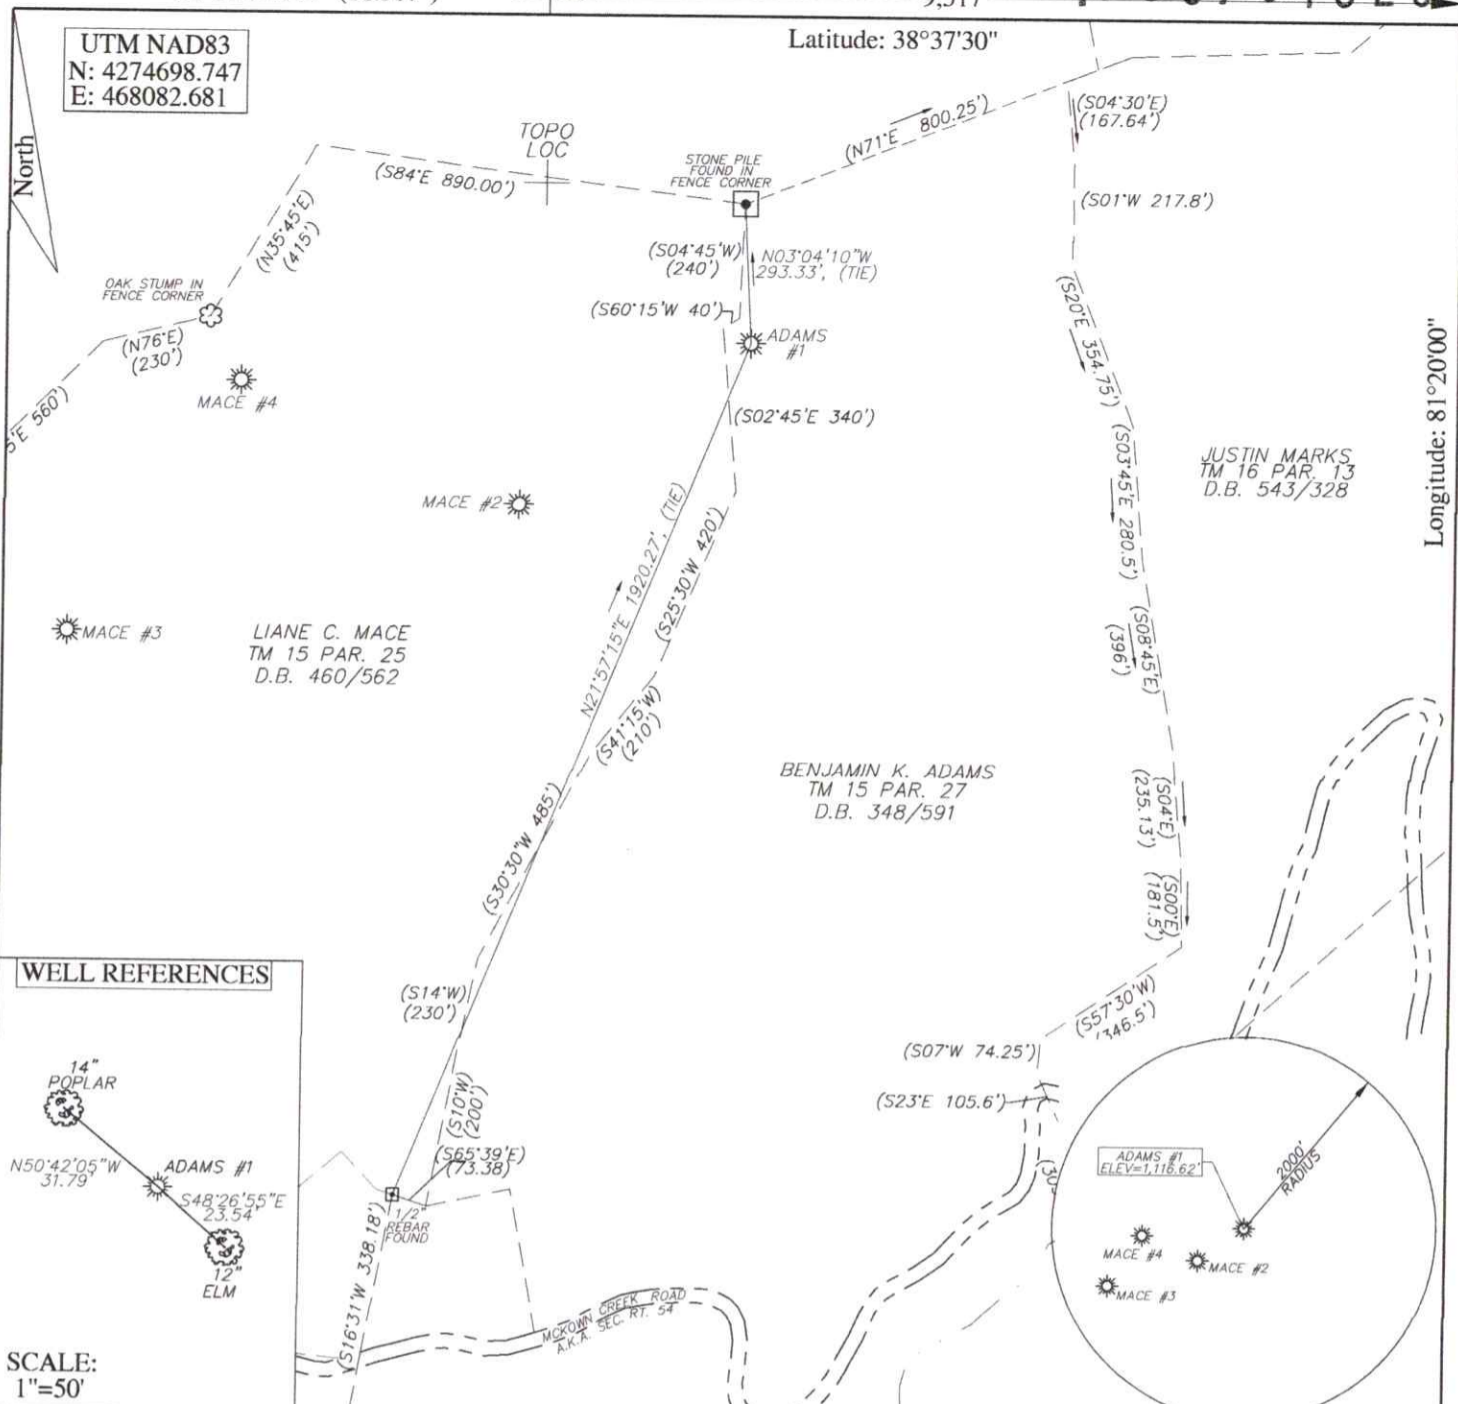 9,517
UTM NAD83
N: 4274698.747
E: 468082.681
Latitude: 38°37'30"
Longitude: 81°20'00"
North
TOPO
LOC
(S84°E 890.00')
STONE PILE
FOUND IN
FENCE CORNER
(N71°E 800.25')
(S04°30'E)
(167.64')
(S01°W 217.8')
(N35°45'E)
(415')
OAK STUMP IN
FENCE CORNER
(N76°E)
(230')
5'E 560')
MACE #4
(S04°45'W)
(240')
N03°04'10"W
293.33', (TIE)
(S60°15'W 40')
ADAMS
#1
(S02°45'E 340')
(S20°E 354.75')
(S03°45'E 280.5')
JUSTIN MARKS
TM 16 PAR. 13
D.B. 543/328
MACE #2
N21°57'15"E 1920.27', (TIE)
(S25°30'W 420')
MACE #3
LIANE C. MACE
TM 15 PAR. 25
D.B. 460/562
(S08°45'E)
(396')
(S41°15'W)
(210')
BENJAMIN K. ADAMS
TM 15 PAR. 27
D.B. 348/591
(S04°E)
(235.13')
(S30°30"W 485')
(S00°E)
(181.5')
(S14°W)
(230')
(S57°30'W)
(346.5')
(S07°W 74.25')
(S23°E 105.6')
(30°
(S10°W)
(200')
(S65°39'E)
(73.38)
1/2"
REBAR
FOUND
(S16°31'W 338.18')
MCKOWN CREEK ROAD
A.K.A. SEC. RT. 54
WELL REFERENCES
14"
POPLAR
N50°42'05"W
31.79'
ADAMS #1
S48°26'55"E
23.54'
12"
ELM
SCALE:
1"=50'
ADAMS #1
ELEV=1,116.62'
2000'
RADIUS
MACE #4
MACE #2
MACE #3